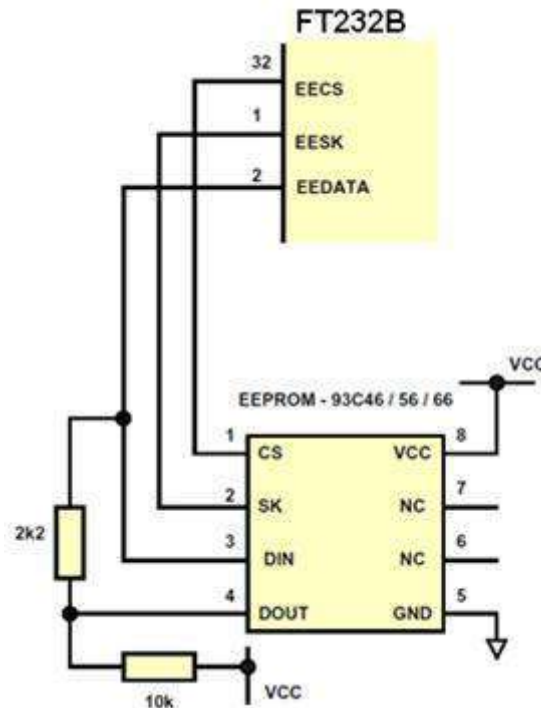 FT232B
32
EECS
1
EESK
2
EEDATA
VCC
EEPROM - 93C46 / 56 / 66
1
CS
VCC
8
2
SK
NC
7
2k2
3
DIN
NC
6
4
DOUT
GND
5
10k
VCC